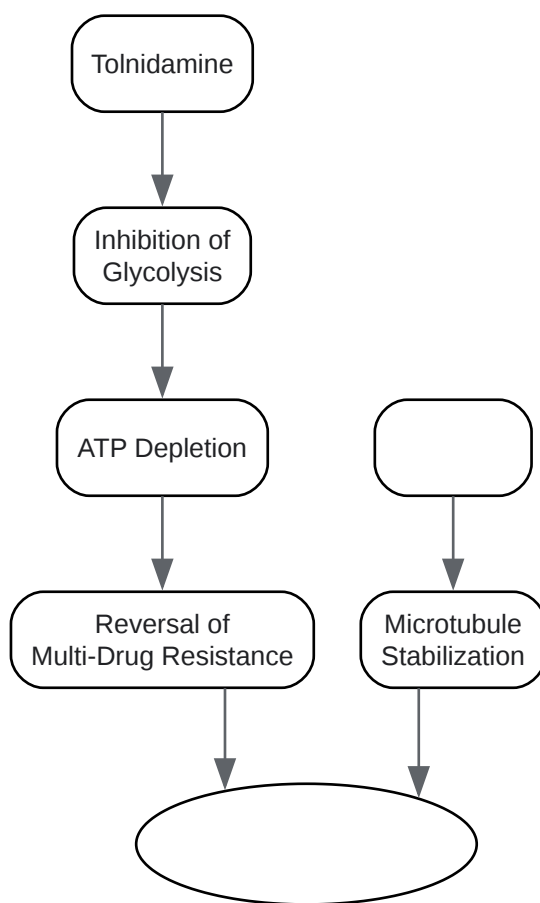 Tolnidamine
Inhibition of
Glycolysis
ATP Depletion
Reversal of
Multi-Drug Resistance
Microtubule
Stabilization